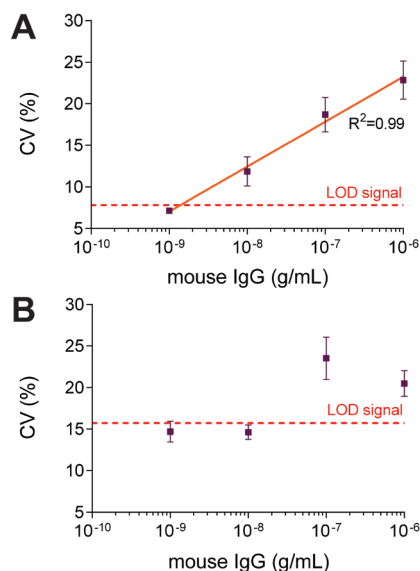 A
30
25
20
15
10
5
CV (%)
R²=0.99
LOD signal
10⁻¹⁰ 10⁻⁹ 10⁻⁸ 10⁻⁷ 10⁻⁶
mouse IgG (g/mL)
B
30
25
20
15
10
5
CV (%)
LOD signal
10⁻¹⁰ 10⁻⁹ 10⁻⁸ 10⁻⁷ 10⁻⁶
mouse IgG (g/mL)